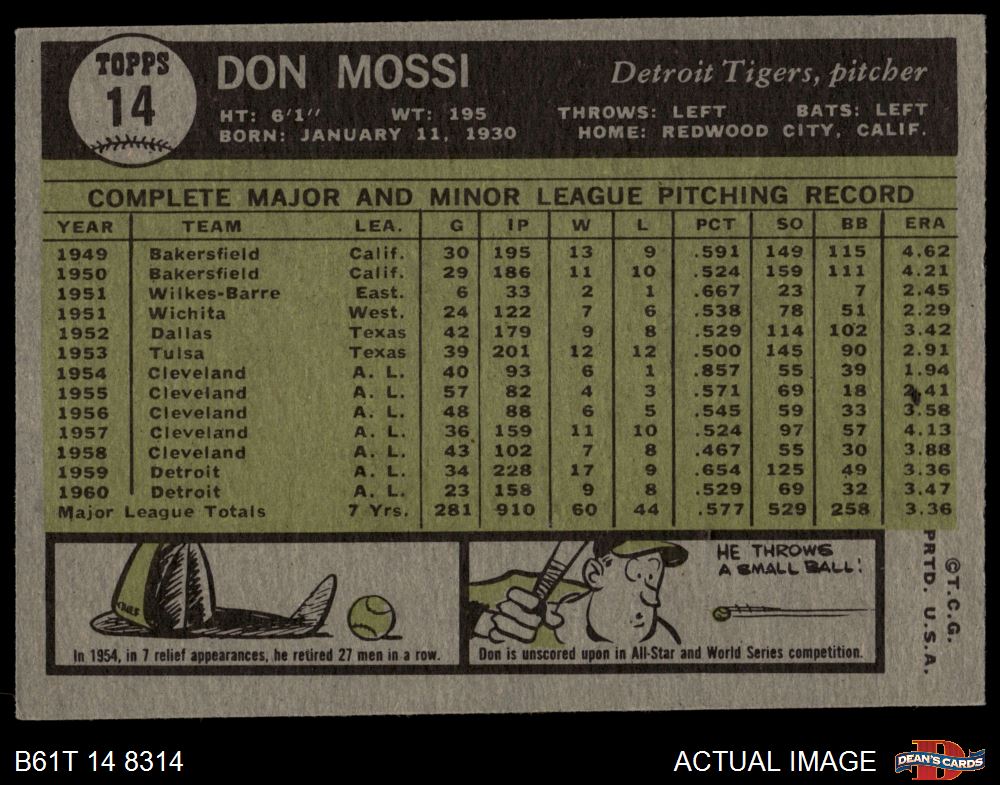 TOPPS
14
DON MOSSI
Detroit Tigers, pitcher
HT: 6'1" WT: 195 THROWS: LEFT BATS: LEFT
BORN: JANUARY 11, 1930 HOME: REDWOOD CITY, CALIF.
COMPLETE MAJOR AND MINOR LEAGUE PITCHING RECORD
YEAR TEAM LEA. G IP W L PCT SO BB ERA
1949 Bakersfield Calif. 30 195 13 9 .591 149 115 4.62
1950 Bakersfield Calif. 29 186 11 10 .524 159 111 4.21
1951 Wilkes-Barre East. 6 33 2 1 .667 23 7 2.45
1951 Wichita West. 24 122 7 6 .538 78 51 2.29
1952 Dallas Texas 42 179 9 8 .529 114 102 3.42
1953 Tulsa Texas 39 201 12 12 .500 145 90 2.91
1954 Cleveland A. L. 40 93 6 1 .857 55 39 1.94
1955 Cleveland A. L. 57 82 4 3 .571 69 18 2.41
1956 Cleveland A. L. 48 88 6 5 .545 59 33 3.58
1957 Cleveland A. L. 36 159 11 10 .524 97 57 4.13
1958 Cleveland A. L. 43 102 7 8 .467 55 30 3.88
1959 Detroit A. L. 34 228 17 9 .654 125 49 3.36
1960 Detroit A. L. 23 158 9 8 .529 69 32 3.47
Major League Totals 7 Yrs. 281 910 60 44 .577 529 258 3.36
HE THROWS
A SMALL BALL!
In 1954, in 7 relief appearances, he retired 27 men in a row.
Don is unscored upon in All-Star and World Series competition.
©T.C.G.
PRTD. U.S.A.
B61T 14 8314
ACTUAL IMAGE
DEAN'S CARDS